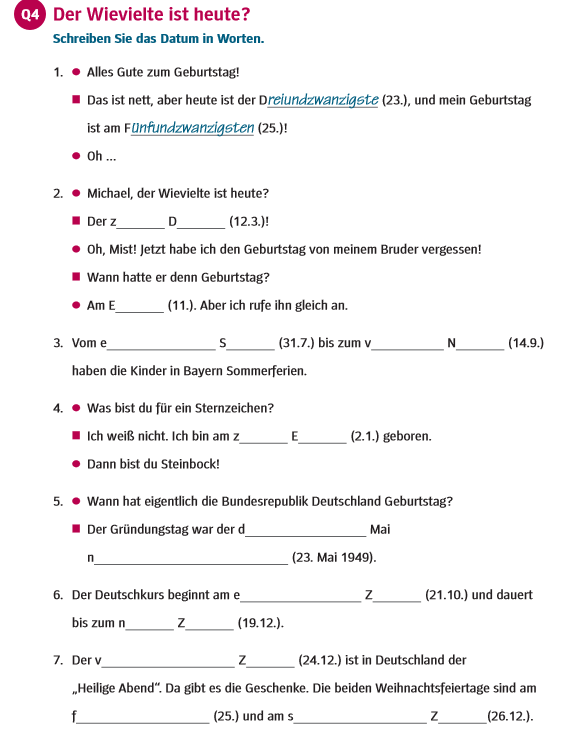 Q4 Der Wievielte ist heute?
Schreiben Sie das Datum in Worten.
1. ● Alles Gute zum Geburtstag!
■ Das ist nett, aber heute ist der Dreiundzwanzigste (23.), und mein Geburtstag
ist am Fünfundzwanzigsten (25.)!
● Oh ...
2. ● Michael, der Wievielte ist heute?
■ Der z_______ D_______ (12.3.)!
● Oh, Mist! Jetzt habe ich den Geburtstag von meinem Bruder vergessen!
■ Wann hatte er denn Geburtstag?
● Am E_______ (11.). Aber ich rufe ihn gleich an.
3. Vom e________________ S_______ (31.7.) bis zum v___________ N_______ (14.9.)
haben die Kinder in Bayern Sommerferien.
4. ● Was bist du für ein Sternzeichen?
■ Ich weiß nicht. Ich bin am z_______ E_______ (2.1.) geboren.
● Dann bist du Steinbock!
5. ● Wann hat eigentlich die Bundesrepublik Deutschland Geburtstag?
■ Der Gründungstag war der d__________________ Mai
n_____________________________ (23. Mai 1949).
6. Der Deutschkurs beginnt am e__________________ Z_______ (21.10.) und dauert
bis zum n_______ Z_______ (19.12.).
7. Der v____________________ Z_______ (24.12.) ist in Deutschland der
„Heilige Abend“. Da gibt es die Geschenke. Die beiden Weihnachtsfeiertage sind am
f____________________ (25.) und am s____________________ Z_______(26.12.).